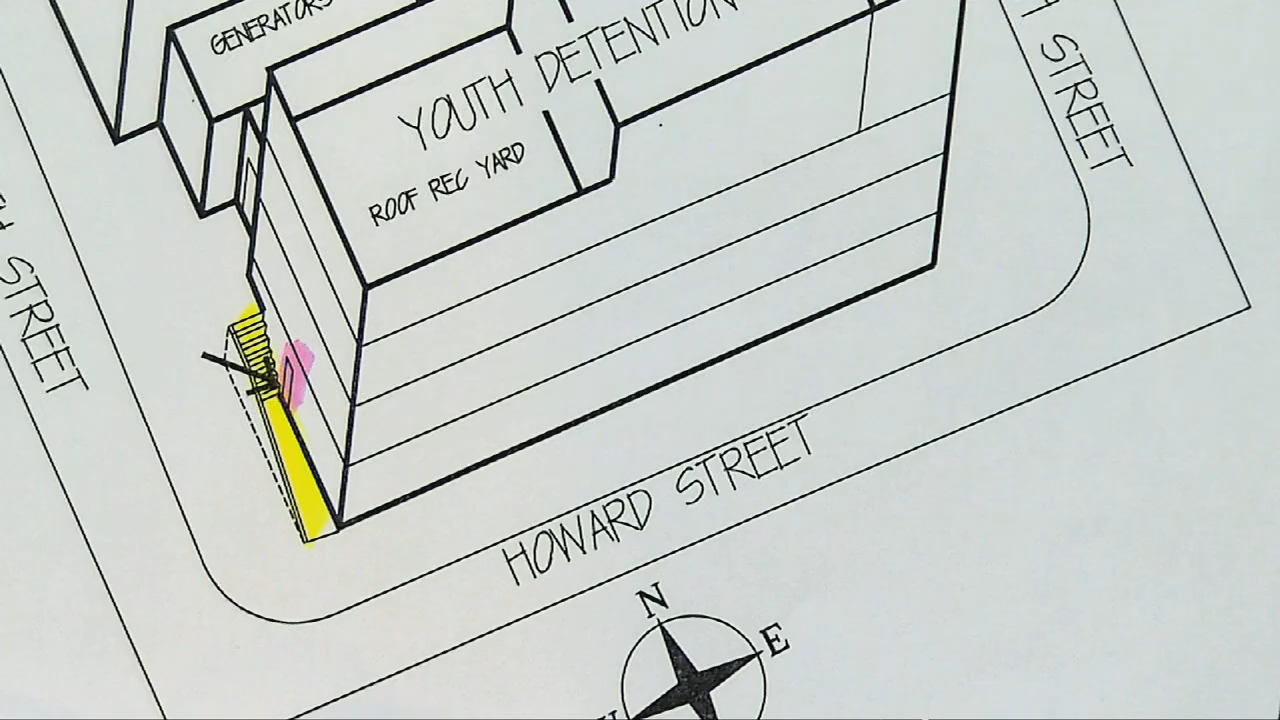 GENERATORS
YOUTH DETENTION
ROOF REC YARD
STREET
STREET
HOWARD STREET
N
E